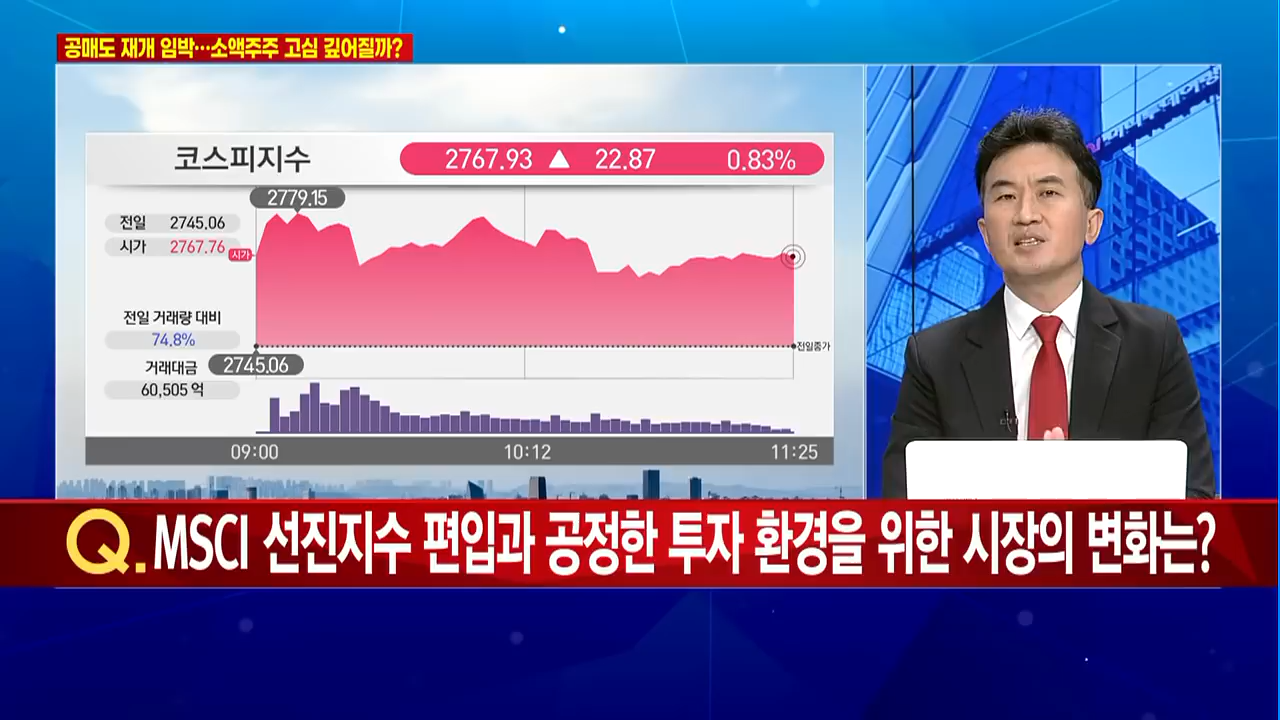 공매도 재개 임박…소액주주 고심 깊어질까?
코스피지수 2767.93 ▲ 22.87 0.83%
2779.15
전일 2745.06
시가 2767.76
시가
전일 거래량 대비
74.8%
전일종가
거래대금 2745.06
60,505 억
09:00 10:12 11:25
Q. MSCI 선진지수 편입과 공정한 투자 환경을 위한 시장의 변화는?